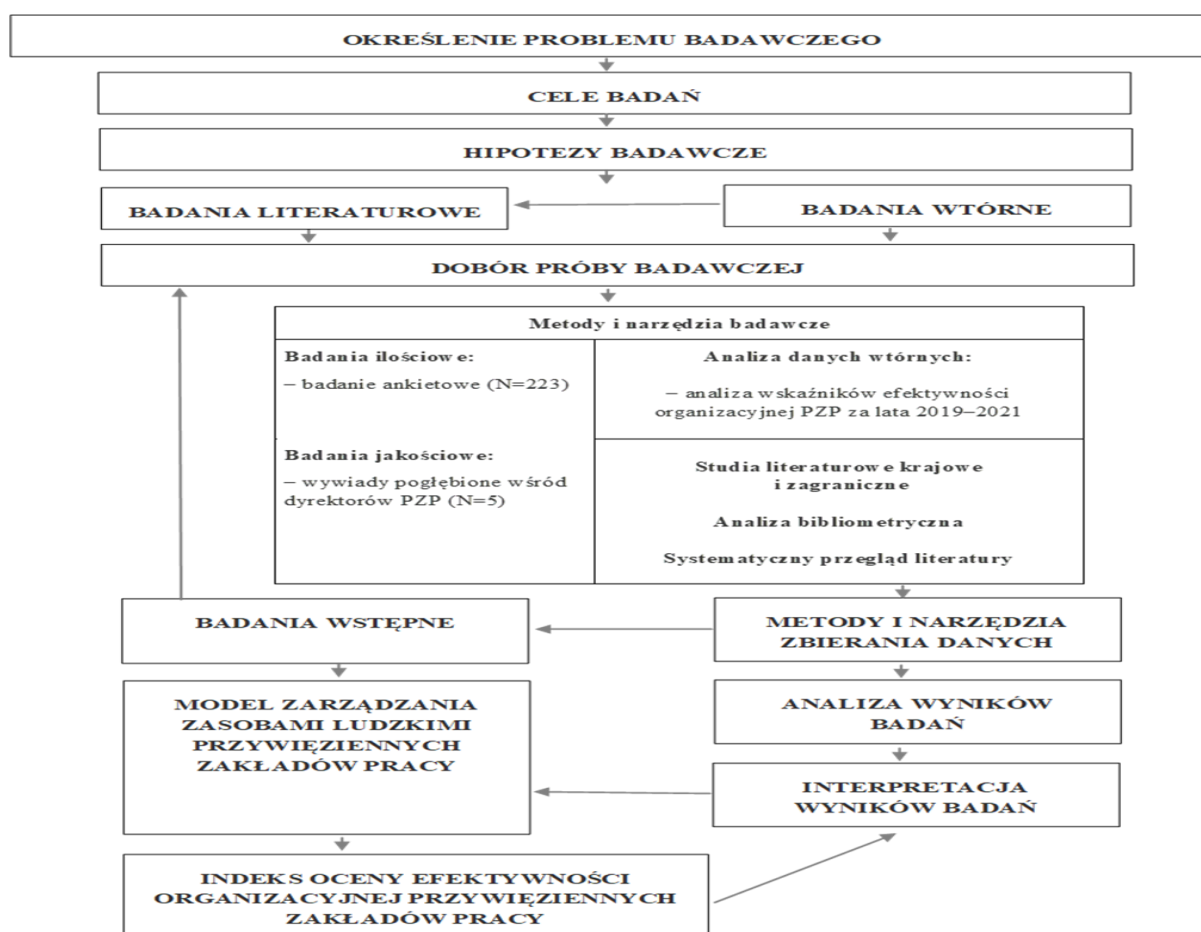 OKREŚLENIE PROBLEMU BADAWCZEGO
CELE BADAŃ
HIPOTEZY BADAWCZE
BADANIA LITERATUROWE
BADANIA WTÓRNE
DOBÓR PRÓBY BADAWCZEJ
Metody i narzędzia badawcze
Badania ilościowe:
– badanie ankietowe (N=223)
Analiza danych wtórnych:
– analiza wskaźników efektywności
organizacyjnej PZP za lata 2019–2021
Badania jakościowe:
– wywiady pogłębione wśród
dyrektorów PZP (N=5)
Studia literaturowe krajowe
i zagraniczne
Analiza bibliometryczna
Systematyczny przegląd literatury
BADANIA WSTĘPNE
METODY I NARZĘDZIA
ZBIERANIA DANYCH
MODEL ZARZĄDZANIA
ZASOBAMI LUDZKIMI
PRZYWIĘZIENNYCH
ZAKŁADÓW PRACY
ANALIZA WYNIKÓW
BADAŃ
INTERPRETACJA
WYNIKÓW BADAŃ
INDEKS OCENY EFEKTYWNOŚCI
ORGANIZACYJNEJ PRZYWIĘZIENNYCH
ZAKŁADÓW PRACY